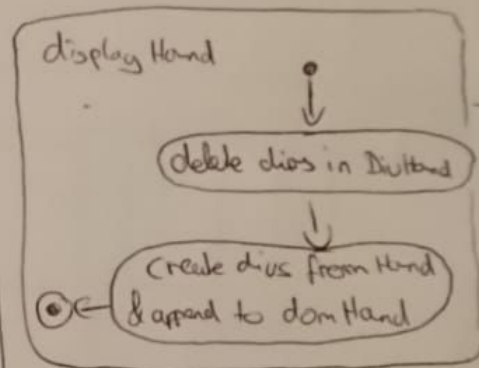 displayHand
delete divs in DivHand
create divs from Hand
& append to domHand